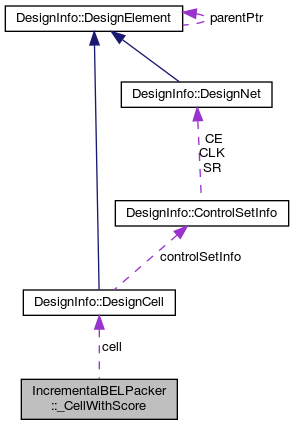 DesignInfo::DesignElement
parentPtr
DesignInfo::DesignNet
CE
CLK
SR
DesignInfo::ControlSetInfo
controlSetInfo
DesignInfo::DesignCell
cell
IncrementalBELPacker
::_CellWithScore